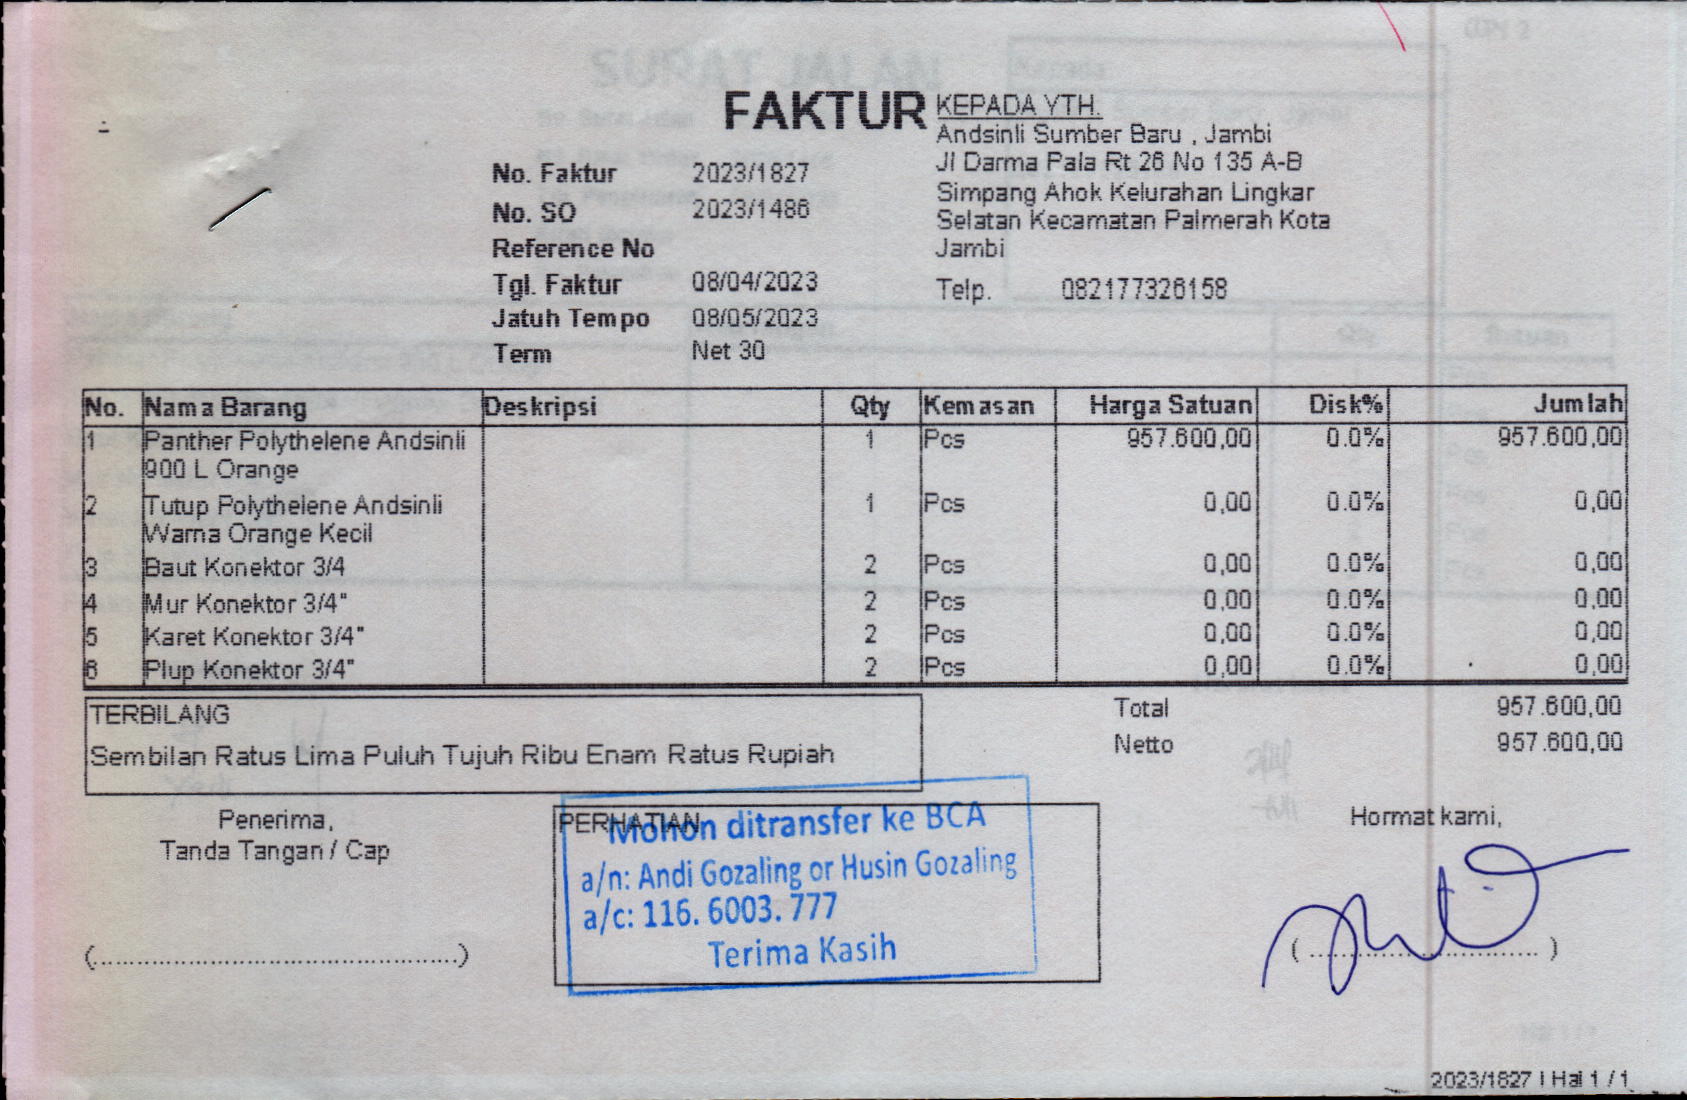 FAKTUR
KEPADA YTH.
Andsinli Sumber Baru , Jambi
Jl Darma Pala Rt 26 No 135 A-B
Simpang Ahok Kelurahan Lingkar
Selatan Kecamatan Palmerah Kota
Jambi
Telp. 082177326158
No. Faktur 2023/1827
No. SO 2023/1486
Reference No
Tgl. Faktur 08/04/2023
Jatuh Tempo 08/05/2023
Term Net 30
No. Nama Barang Deskripsi Qty Kemasan Harga Satuan Disk% Jumlah
1 Panther Polythelene Andsinli 1 Pcs 957.600,00 0.0% 957.600,00
900 L Orange
2 Tutup Polythelene Andsinli 1 Pcs 0,00 0.0% 0,00
Warna Orange Kecil
3 Baut Konektor 3/4 2 Pcs 0,00 0.0% 0,00
4 Mur Konektor 3/4" 2 Pcs 0,00 0.0% 0,00
5 Karet Konektor 3/4" 2 Pcs 0,00 0.0% 0,00
6 Plup Konektor 3/4" 2 Pcs 0,00 0.0% 0,00
TERBILANG
Sembilan Ratus Lima Puluh Tujuh Ribu Enam Ratus Rupiah
Total 957.600,00
Netto 957.600,00
Penerima,
Tanda Tangan / Cap
(................................................)
PERHATIAN
Mohon ditransfer ke BCA
a/n: Andi Gozaling or Husin Gozaling
a/c: 116. 6003. 777
Terima Kasih
Hormat kami,
( .............................. )
2023/1827 | Hal 1 / 1